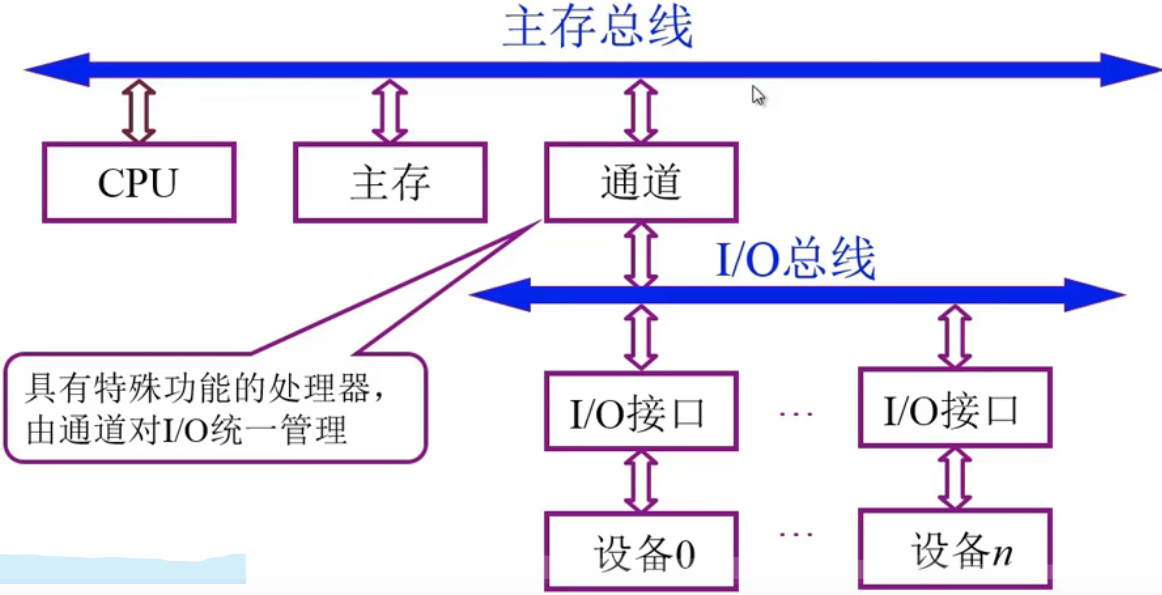 主存总线
CPU
主存
通道
I/O总线
具有特殊功能的处理器,
由通道对I/O统一管理
I/O接口
...
I/O接口
设备0
...
设备n